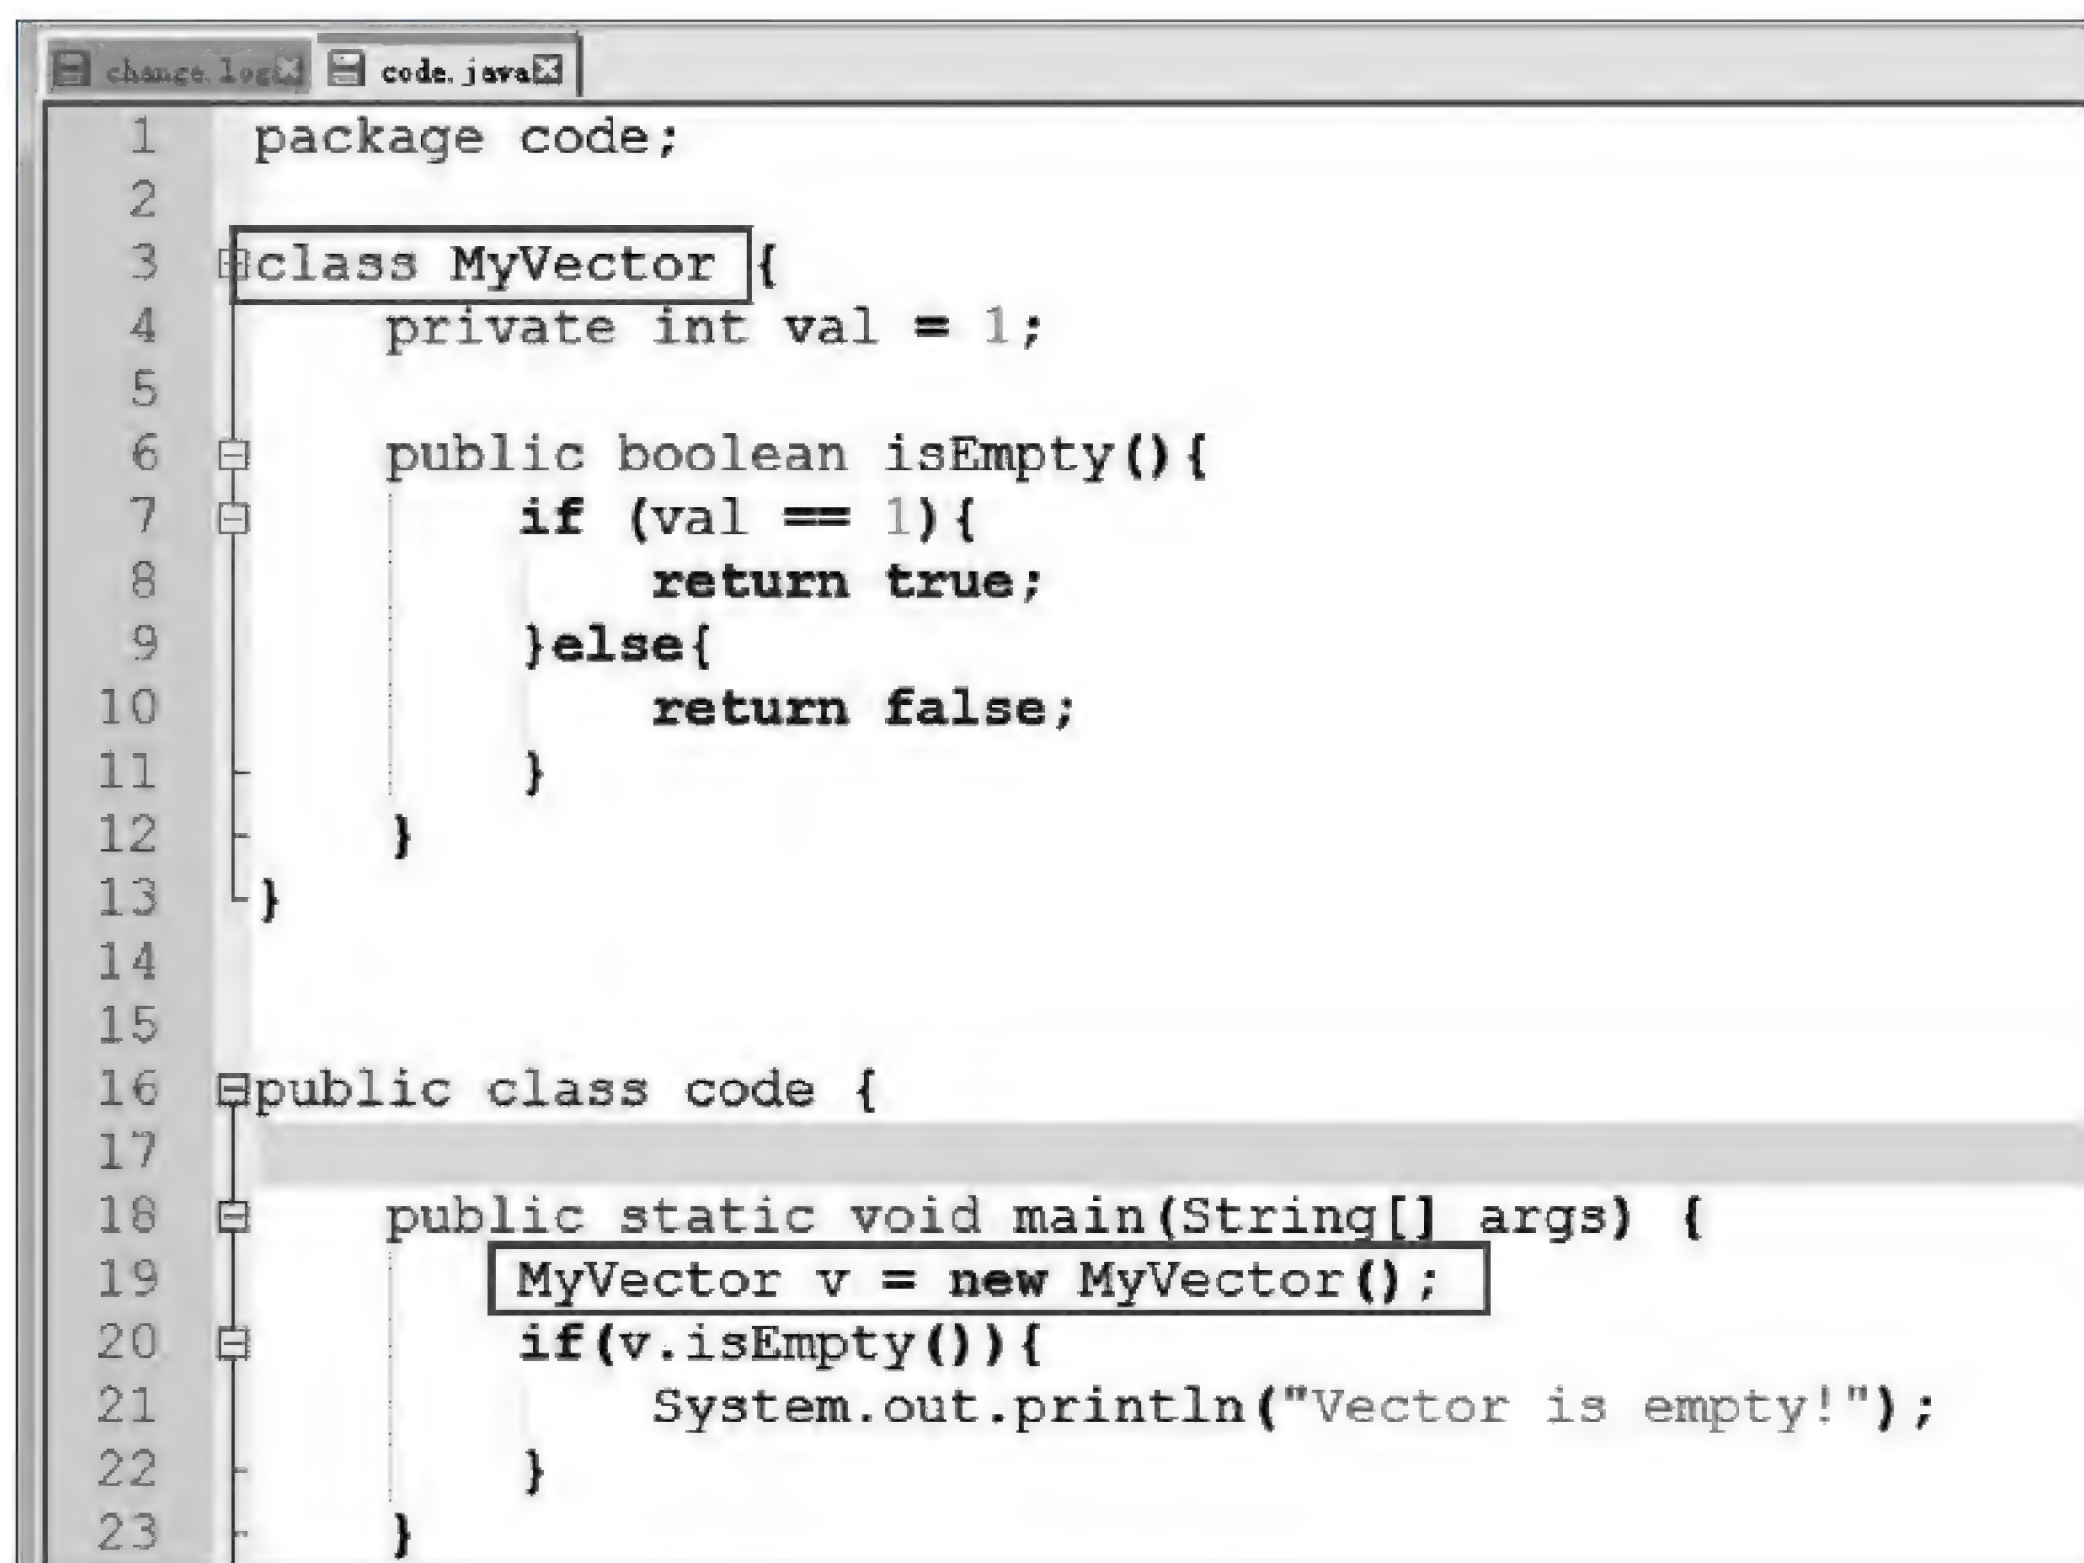 change.log code.java
1 package code;
2
3 class MyVector {
4     private int val = 1;
5
6     public boolean isEmpty(){
7         if (val == 1){
8             return true;
9         }else{
10             return false;
11         }
12     }
13 }
14
15
16 public class code {
17
18     public static void main(String[] args) {
19         MyVector v = new MyVector();
20         if(v.isEmpty()){
21             System.out.println("Vector is empty!");
22         }
23     }